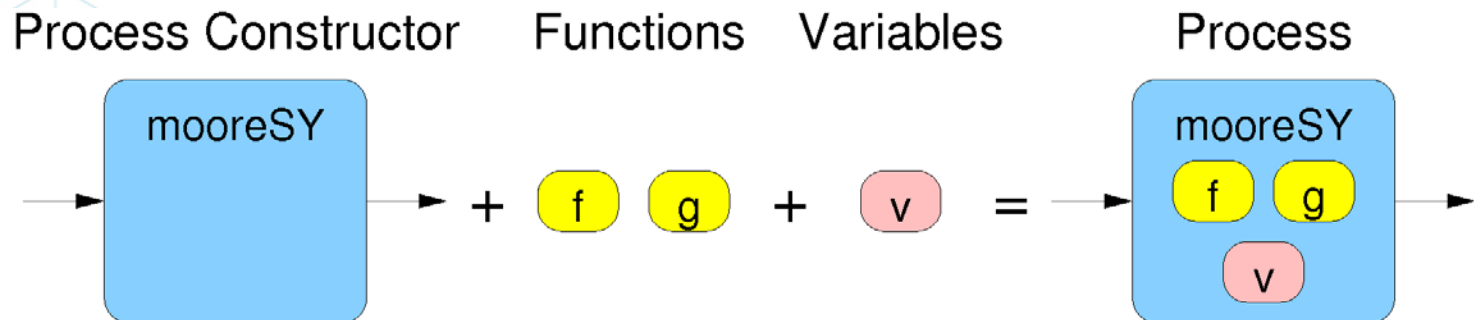 Process Constructor Functions Variables Process
mooreSY mooreSY
+ f g + v = f g
v